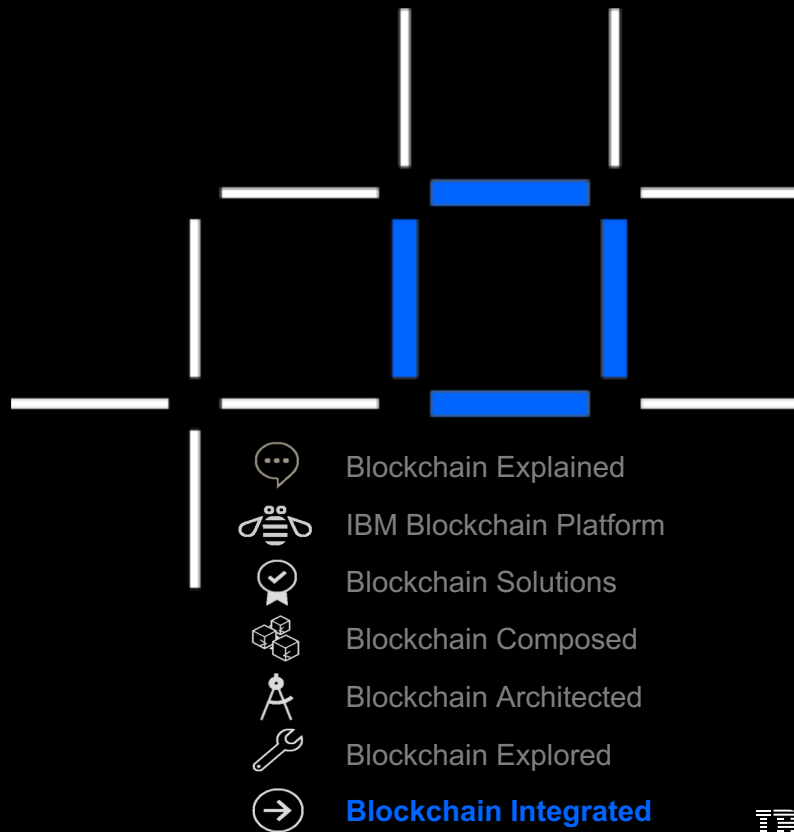 Blockchain Explained
IBM Blockchain Platform
Blockchain Solutions
Blockchain Composed
Blockchain Architected
Blockchain Explored
Blockchain Integrated